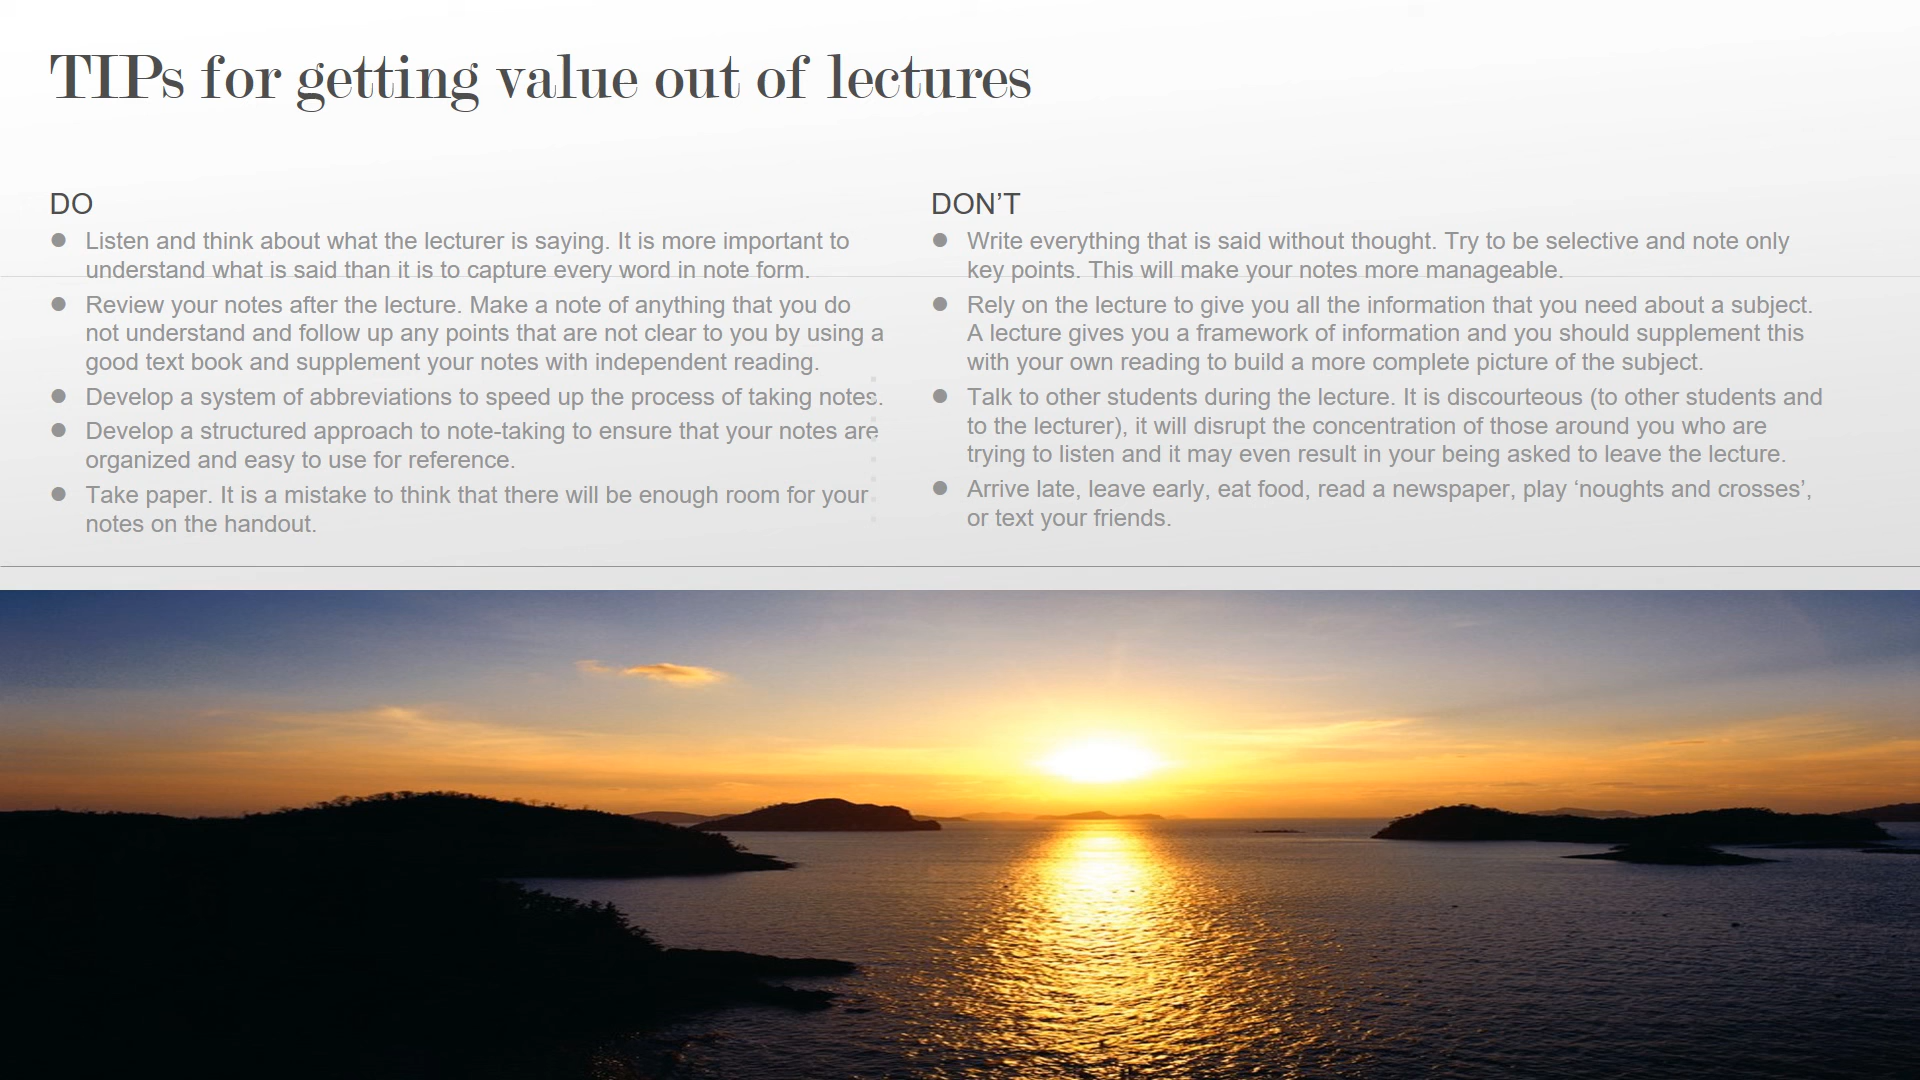 TIPs for getting value out of lectures
DO
● Listen and think about what the lecturer is saying. It is more important to
understand what is said than it is to capture every word in note form.
● Review your notes after the lecture. Make a note of anything that you do
not understand and follow up any points that are not clear to you by using a
good text book and supplement your notes with independent reading.
● Develop a system of abbreviations to speed up the process of taking notes.
● Develop a structured approach to note-taking to ensure that your notes are
organized and easy to use for reference.
● Take paper. It is a mistake to think that there will be enough room for your
notes on the handout.
DON’T
● Write everything that is said without thought. Try to be selective and note only
key points. This will make your notes more manageable.
● Rely on the lecture to give you all the information that you need about a subject.
A lecture gives you a framework of information and you should supplement this
with your own reading to build a more complete picture of the subject.
● Talk to other students during the lecture. It is discourteous (to other students and
to the lecturer), it will disrupt the concentration of those around you who are
trying to listen and it may even result in your being asked to leave the lecture.
● Arrive late, leave early, eat food, read a newspaper, play ‘noughts and crosses’,
or text your friends.